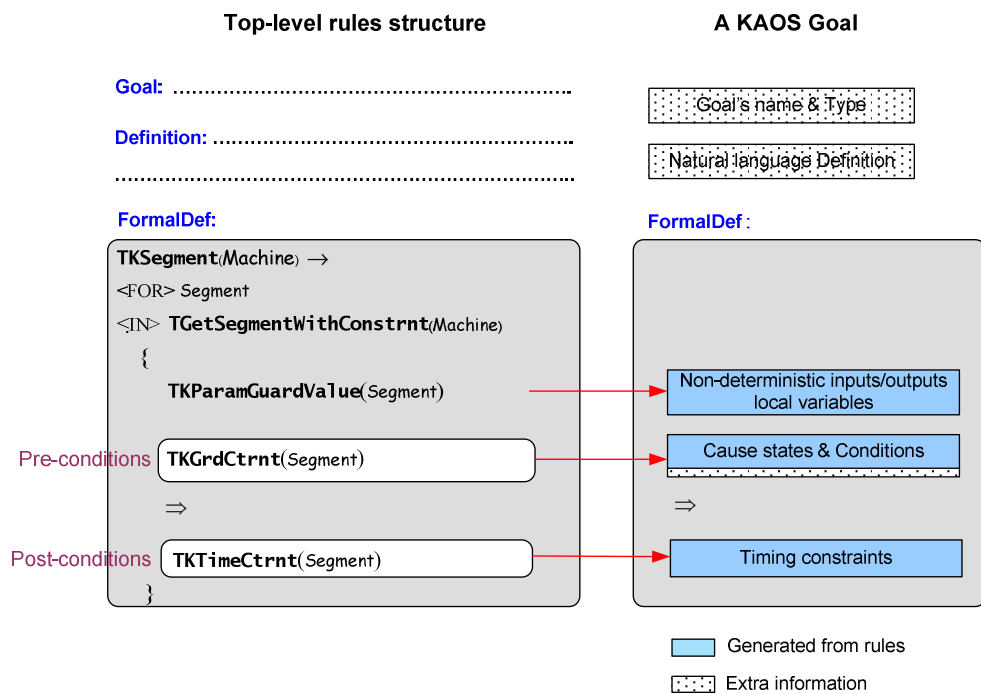 Top-level rules structure
A KAOS Goal
Goal: ........................................
Goal's name & Type
Definition: ........................................
........................................
Natural language Definition
FormalDef:
FormalDef :
TKSegment(Machine) →
<FOR> Segment
<IN> TGetSegmentWithConstrnt(Machine)
{
TKParamGuardValue(Segment)
Non-deterministic inputs/outputs
local variables
Pre-conditions
TKGrdCtrnt(Segment)
Cause states & Conditions
⇒
⇒
Post-conditions
TKTimeCtrnt(Segment)
Timing constraints
}
Generated from rules
Extra information